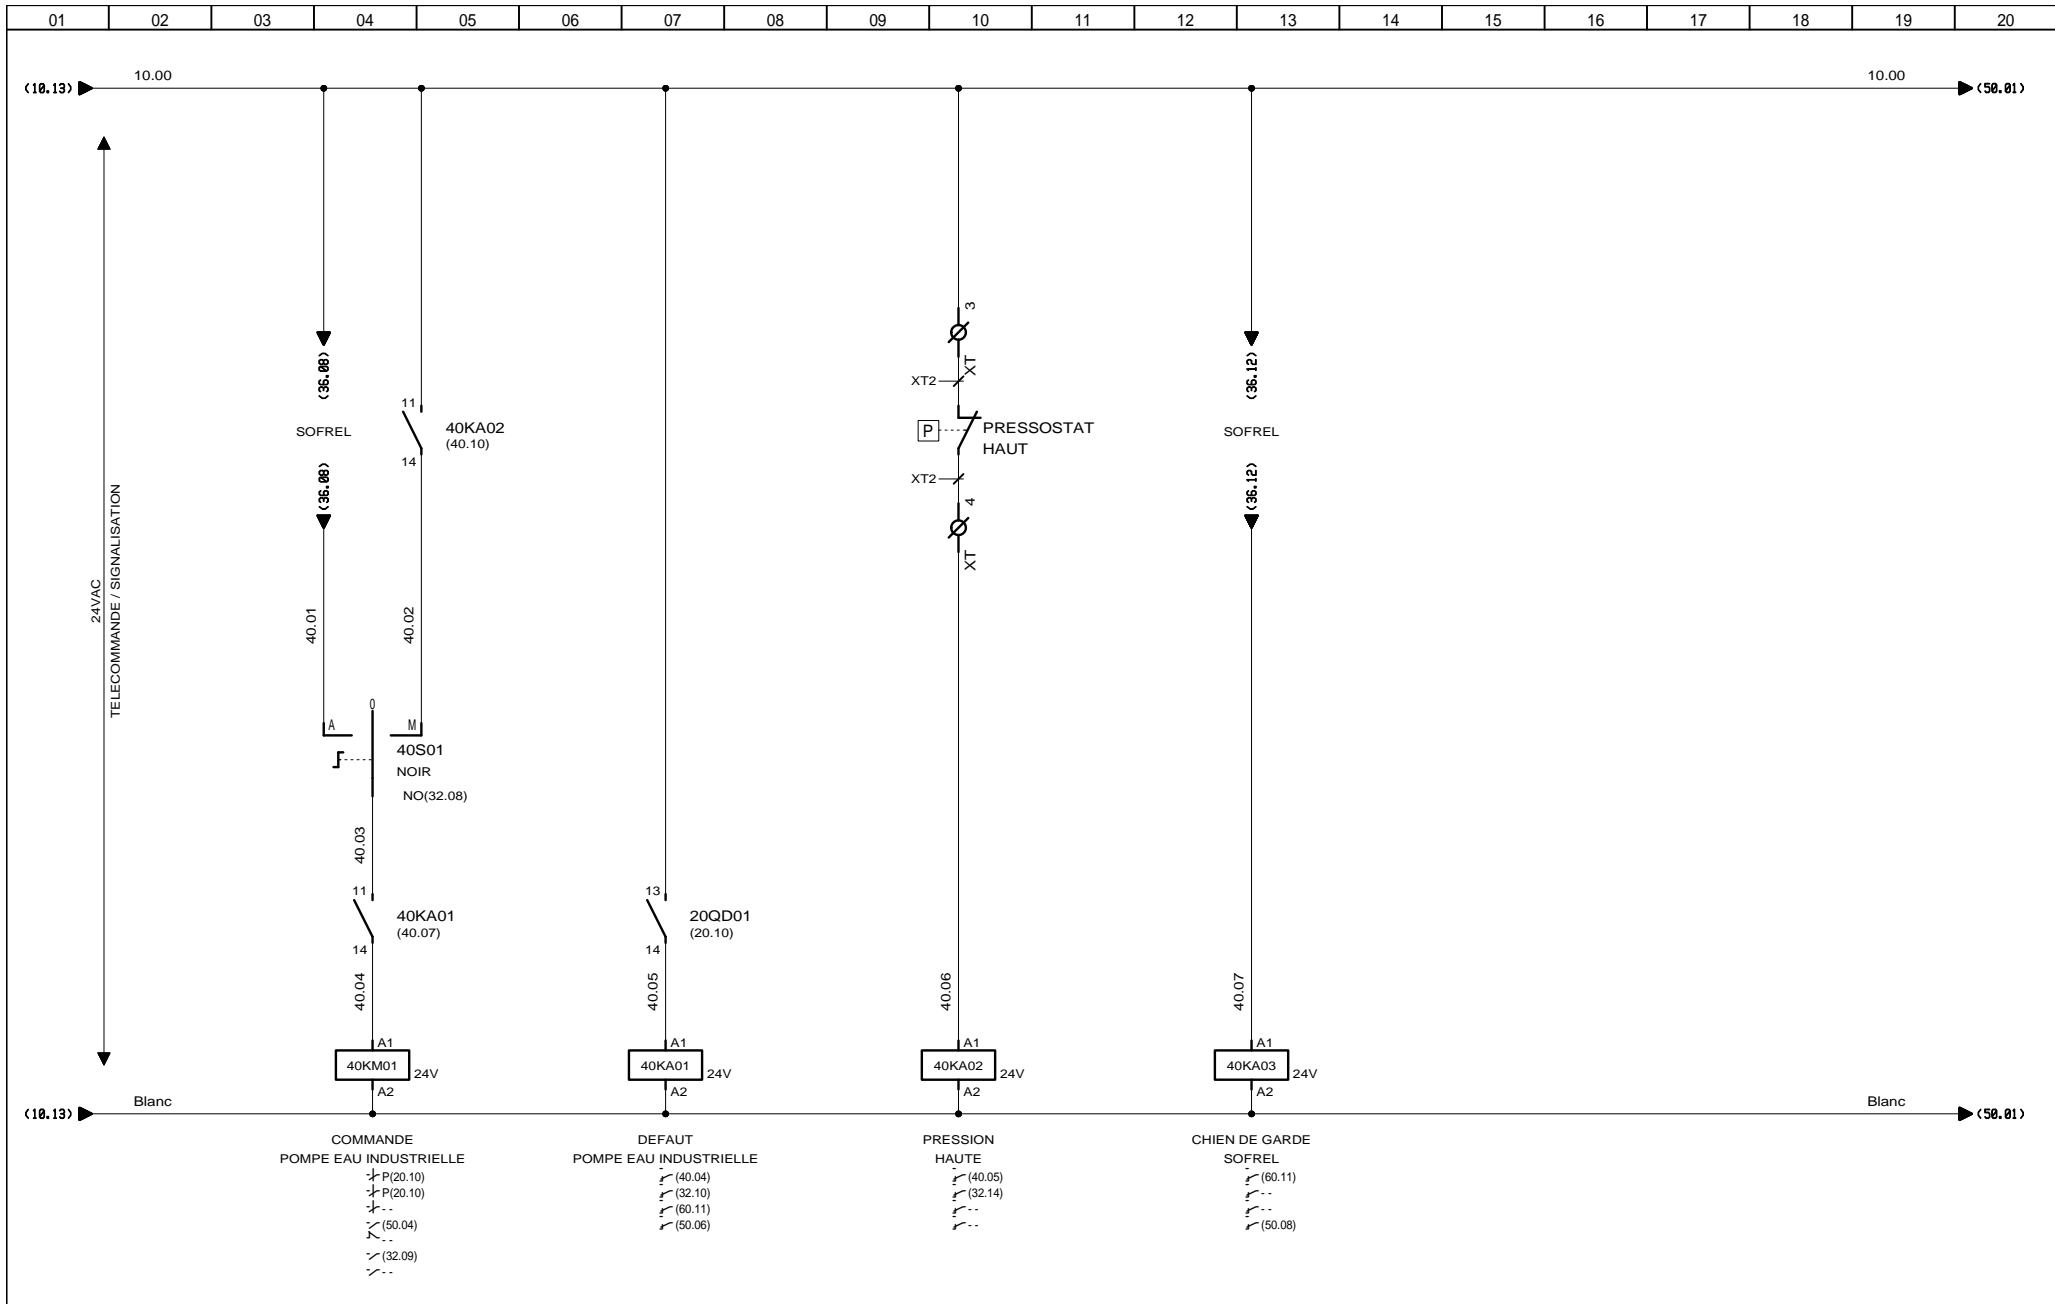 01 02 03 04 05 06 07 08 09 10 11 12 13 14 15 16 17 18 19 20
10.00 10.00
(10.13) (50.01)
24VAC
TELECOMMANDE / SIGNALISATION
(36.08)
SOFREL
(36.08)
40.01
11
40KA02
(40.10)
14
40.02
A 0 M
40S01
NOIR
NO(32.08)
40.03
11
40KA01
(40.07)
14
40.04
A1
40KM01 24V
A2
13
20QD01
(20.10)
14
40.05
A1
40KA01 24V
A2
3
XT
XT2
P PRESSOSTAT
HAUT
XT2
4
XT
40.06
A1
40KA02 24V
A2
(36.12)
SOFREL
(36.12)
40.07
A1
40KA03 24V
A2
Blanc Blanc
(10.13) (50.01)
COMMANDE
POMPE EAU INDUSTRIELLE
P(20.10)
P(20.10)
--
(50.04)
--
(32.09)
--
DEFAUT
POMPE EAU INDUSTRIELLE
(40.04)
(32.10)
(60.11)
(50.06)
PRESSION
HAUTE
(40.05)
(32.14)
--
--
CHIEN DE GARDE
SOFREL
(60.11)
--
--
(50.08)